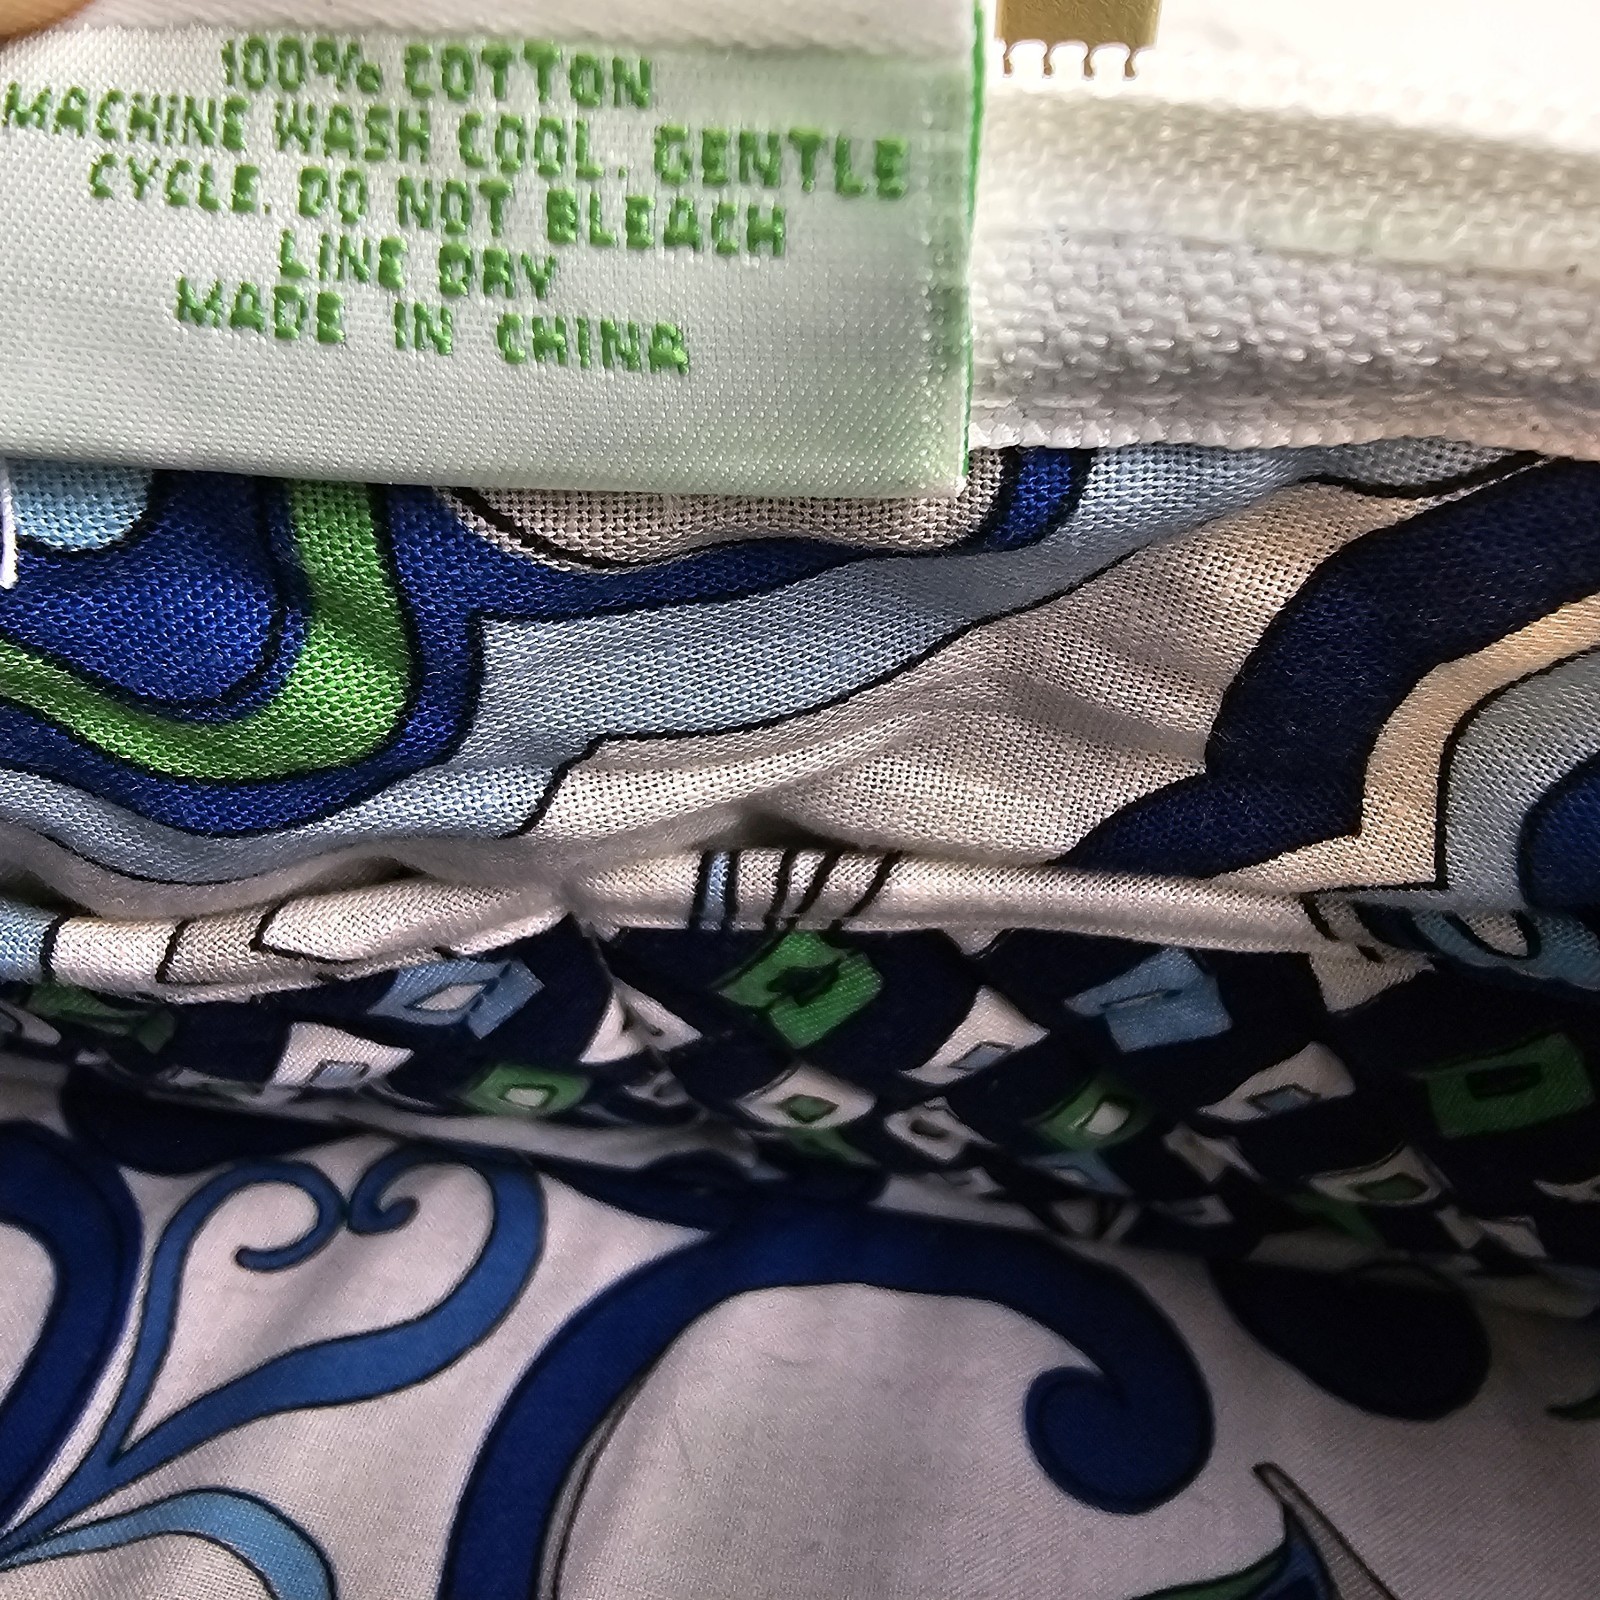 100% COTTON
MACHINE WASH COOL. GENTLE
CYCLE. DO NOT BLEACH
LINE DRY
MADE IN CHINA